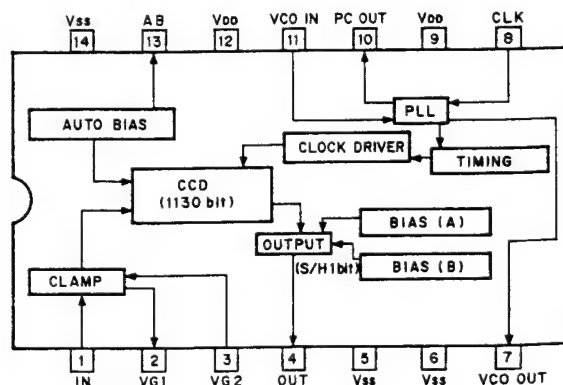 Vss AB VDD VCO IN PC OUT VDD CLK
14 13 12 11 10 9 8
AUTO BIAS
PLL
CLOCK DRIVER
TIMING
CCD
(1130 bit)
BIAS (A)
OUTPUT
(S/H1bit)
BIAS (B)
CLAMP
1 2 3 4 5 6 7
IN VG1 VG2 OUT Vss Vss VCO OUT